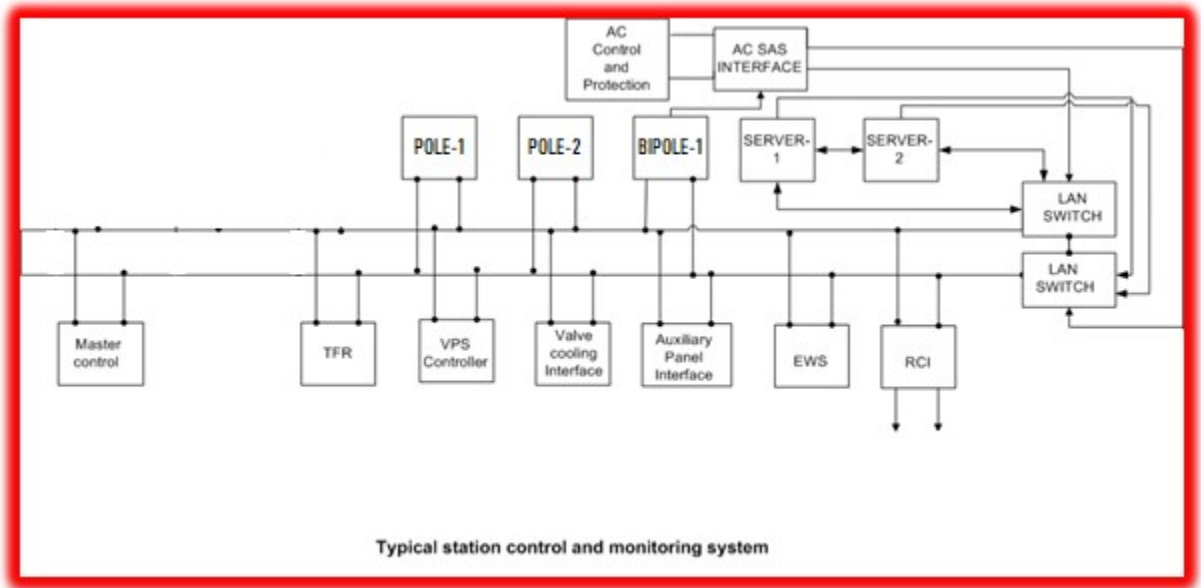 AC
Control
and
Protection
AC SAS
INTERFACE
POLE-1
POLE-2
BIPOLE-1
SERVER-
1
SERVER-
2
LAN
SWITCH
LAN
SWITCH
Master
control
TFR
VPS
Controller
Valve
cooling
Interface
Auxiliary
Panel
Interface
EWS
RCI
Typical station control and monitoring system